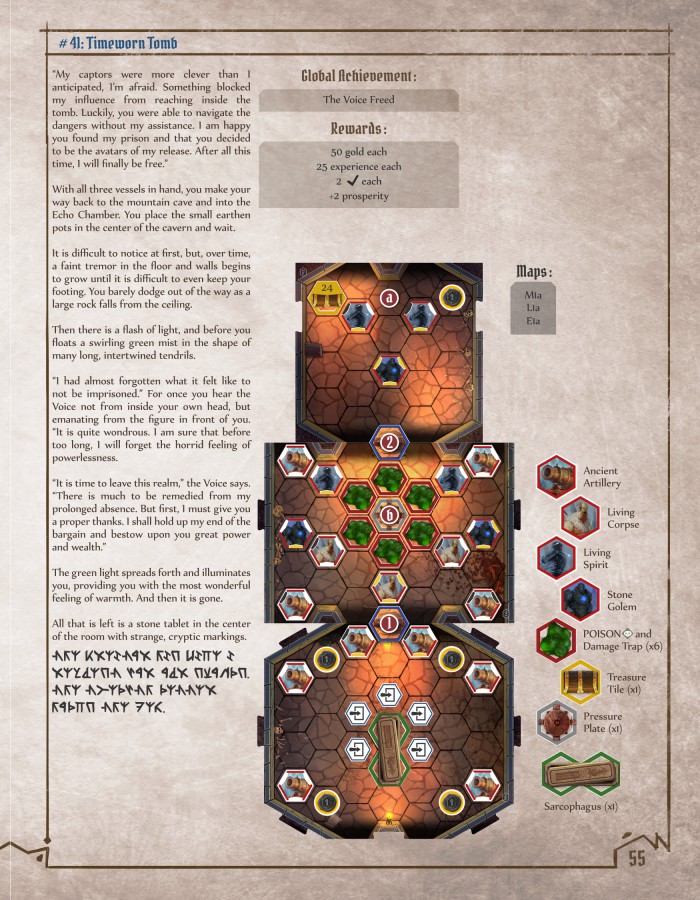 #41: Timeworn Tomb
“My captors were more clever than I
anticipated, I’m afraid. Something blocked
my influence from reaching inside the
tomb. Luckily, you were able to navigate the
dangers without my assistance. I am happy
you found my prison and that you decided
to be the avatars of my release. After all this
time, I will finally be free.”
With all three vessels in hand, you make your
way back to the mountain cave and into the
Echo Chamber. You place the small earthen
pots in the center of the cavern and wait.
It is difficult to notice at first, but, over time,
a faint tremor in the floor and walls begins
to grow until it is difficult to even keep your
footing. You barely dodge out of the way as a
large rock falls from the ceiling.
Then there is a flash of light, and before you
floats a swirling green mist in the shape of
many long, intertwined tendrils.
“I had almost forgotten what it felt like to
not be imprisoned.” For once you hear the
Voice not from inside your own head, but
emanating from the figure in front of you.
“It is quite wondrous. I am sure that before
too long, I will forget the horrid feeling of
powerlessness.
“It is time to leave this realm,” the Voice says.
“There is much to be remedied from my
prolonged absence. But first, I must give you
a proper thanks. I shall hold up my end of the
bargain and bestow upon you great power
and wealth.”
The green light spreads forth and illuminates
you, providing you with the most wonderful
feeling of warmth. And then it is gone.
All that is left is a stone tablet in the center
of the room with strange, cryptic markings.
Global Achievement:
The Voice Freed
Rewards:
50 gold each
25 experience each
2 ✓ each
+2 prosperity
Maps:
M1a
L1a
E1a
24
a
1
2
b
1
1
1
1
1
Ancient
Artillery
Living
Corpse
Living
Spirit
Stone
Golem
POISON and
Damage Trap (x6)
Treasure
Tile (x1)
Pressure
Plate (x1)
Sarcophagus (x1)
55